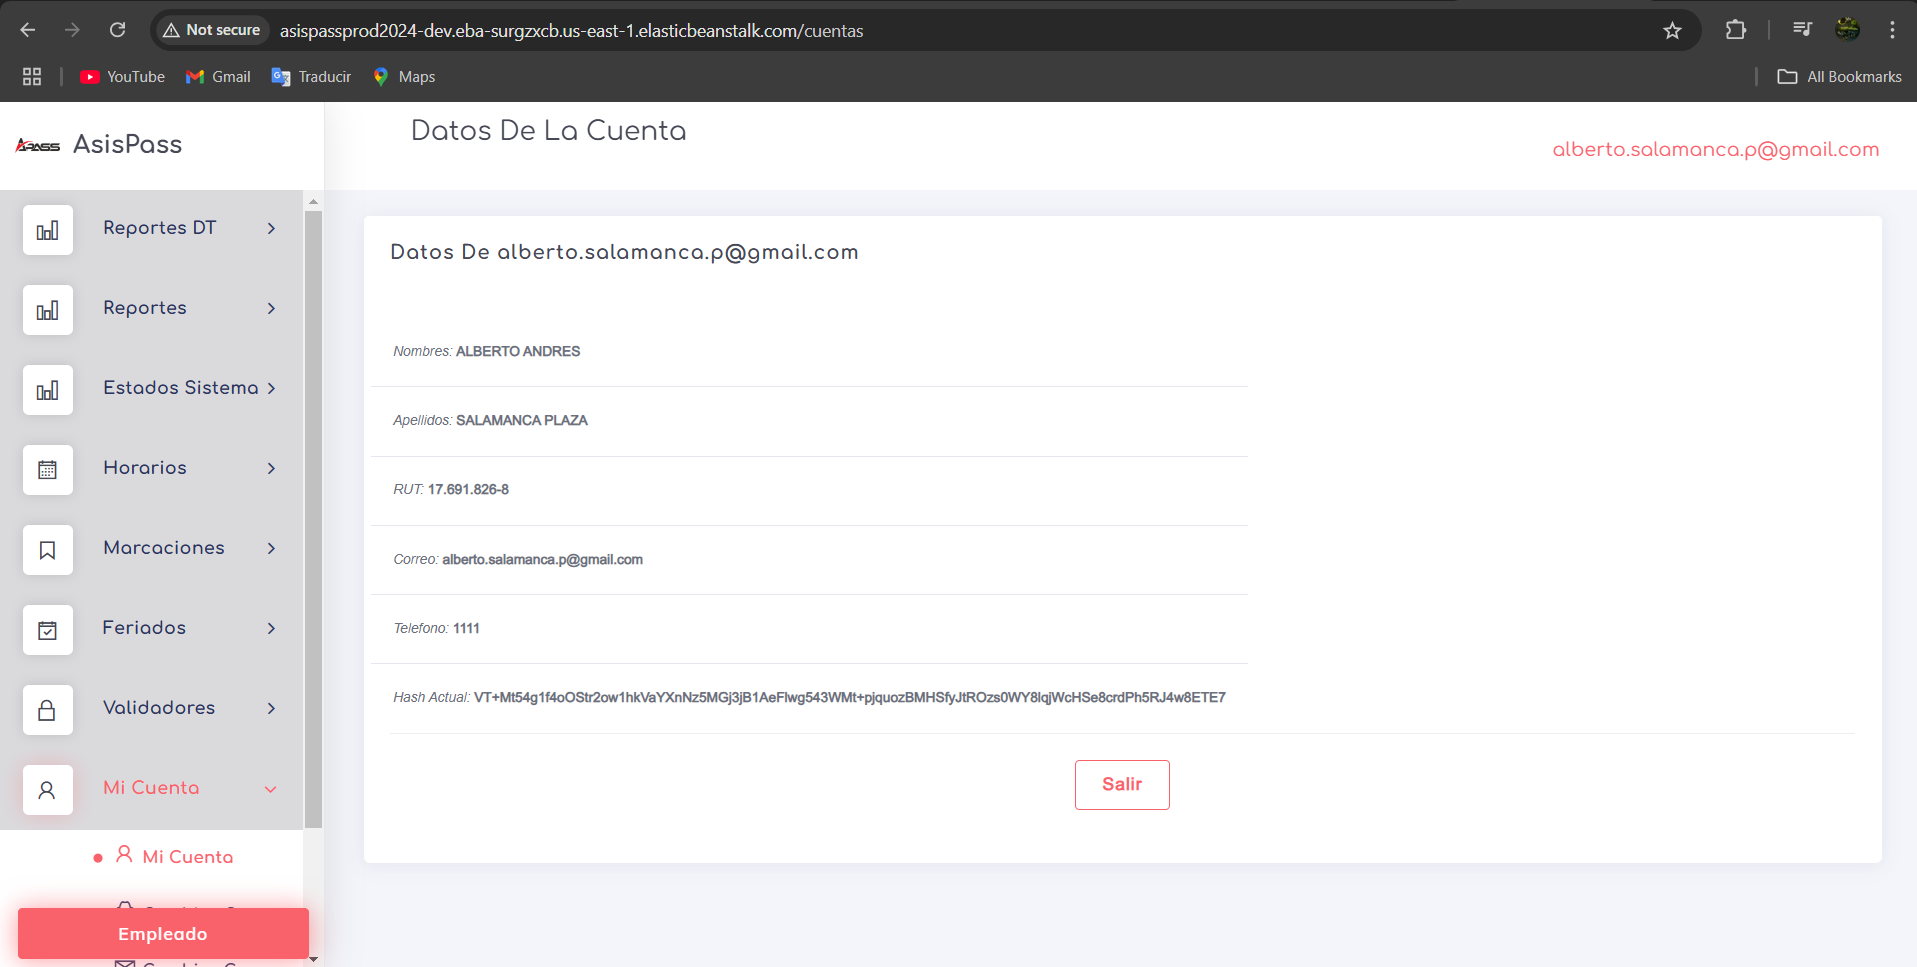 Not secure
asispassprod2024-dev.eba-surgzxcb.us-east-1.elasticbeanstalk.com/cuentas
YouTube
Gmail
Traducir
Maps
All Bookmarks
APASS
AsisPass
Datos De La Cuenta
alberto.salamanca.p@gmail.com
Reportes DT
Reportes
Estados Sistema
Horarios
Marcaciones
Feriados
Validadores
Mi Cuenta
Mi Cuenta
Empleado
Datos De alberto.salamanca.p@gmail.com
Nombres: ALBERTO ANDRES
Apellidos: SALAMANCA PLAZA
RUT: 17.691.826-8
Correo: alberto.salamanca.p@gmail.com
Telefono: 1111
Hash Actual: VT+Mt54g1f4oOStr2ow1hkVaYXnNz5MGj3jB1AeFlwg543WMt+pjquozBMHSfyJtROzs0WY8lqjWcHSe8crdPh5RJ4w8ETE7
Salir